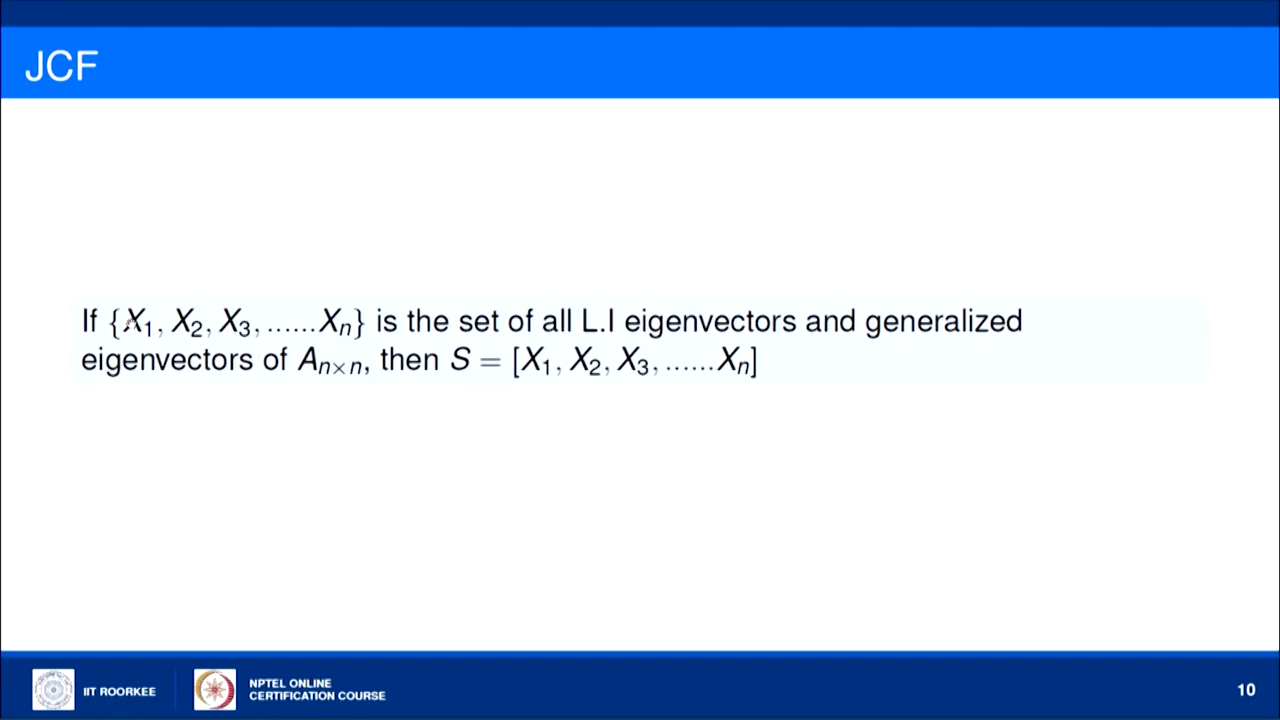 JCF
If {X₁, X₂, X₃, ......Xₙ} is the set of all L.I eigenvectors and generalized
eigenvectors of Aₙₓₙ, then S = [X₁, X₂, X₃, ......Xₙ]
IIT ROORKEE
NPTEL ONLINE
CERTIFICATION COURSE
10